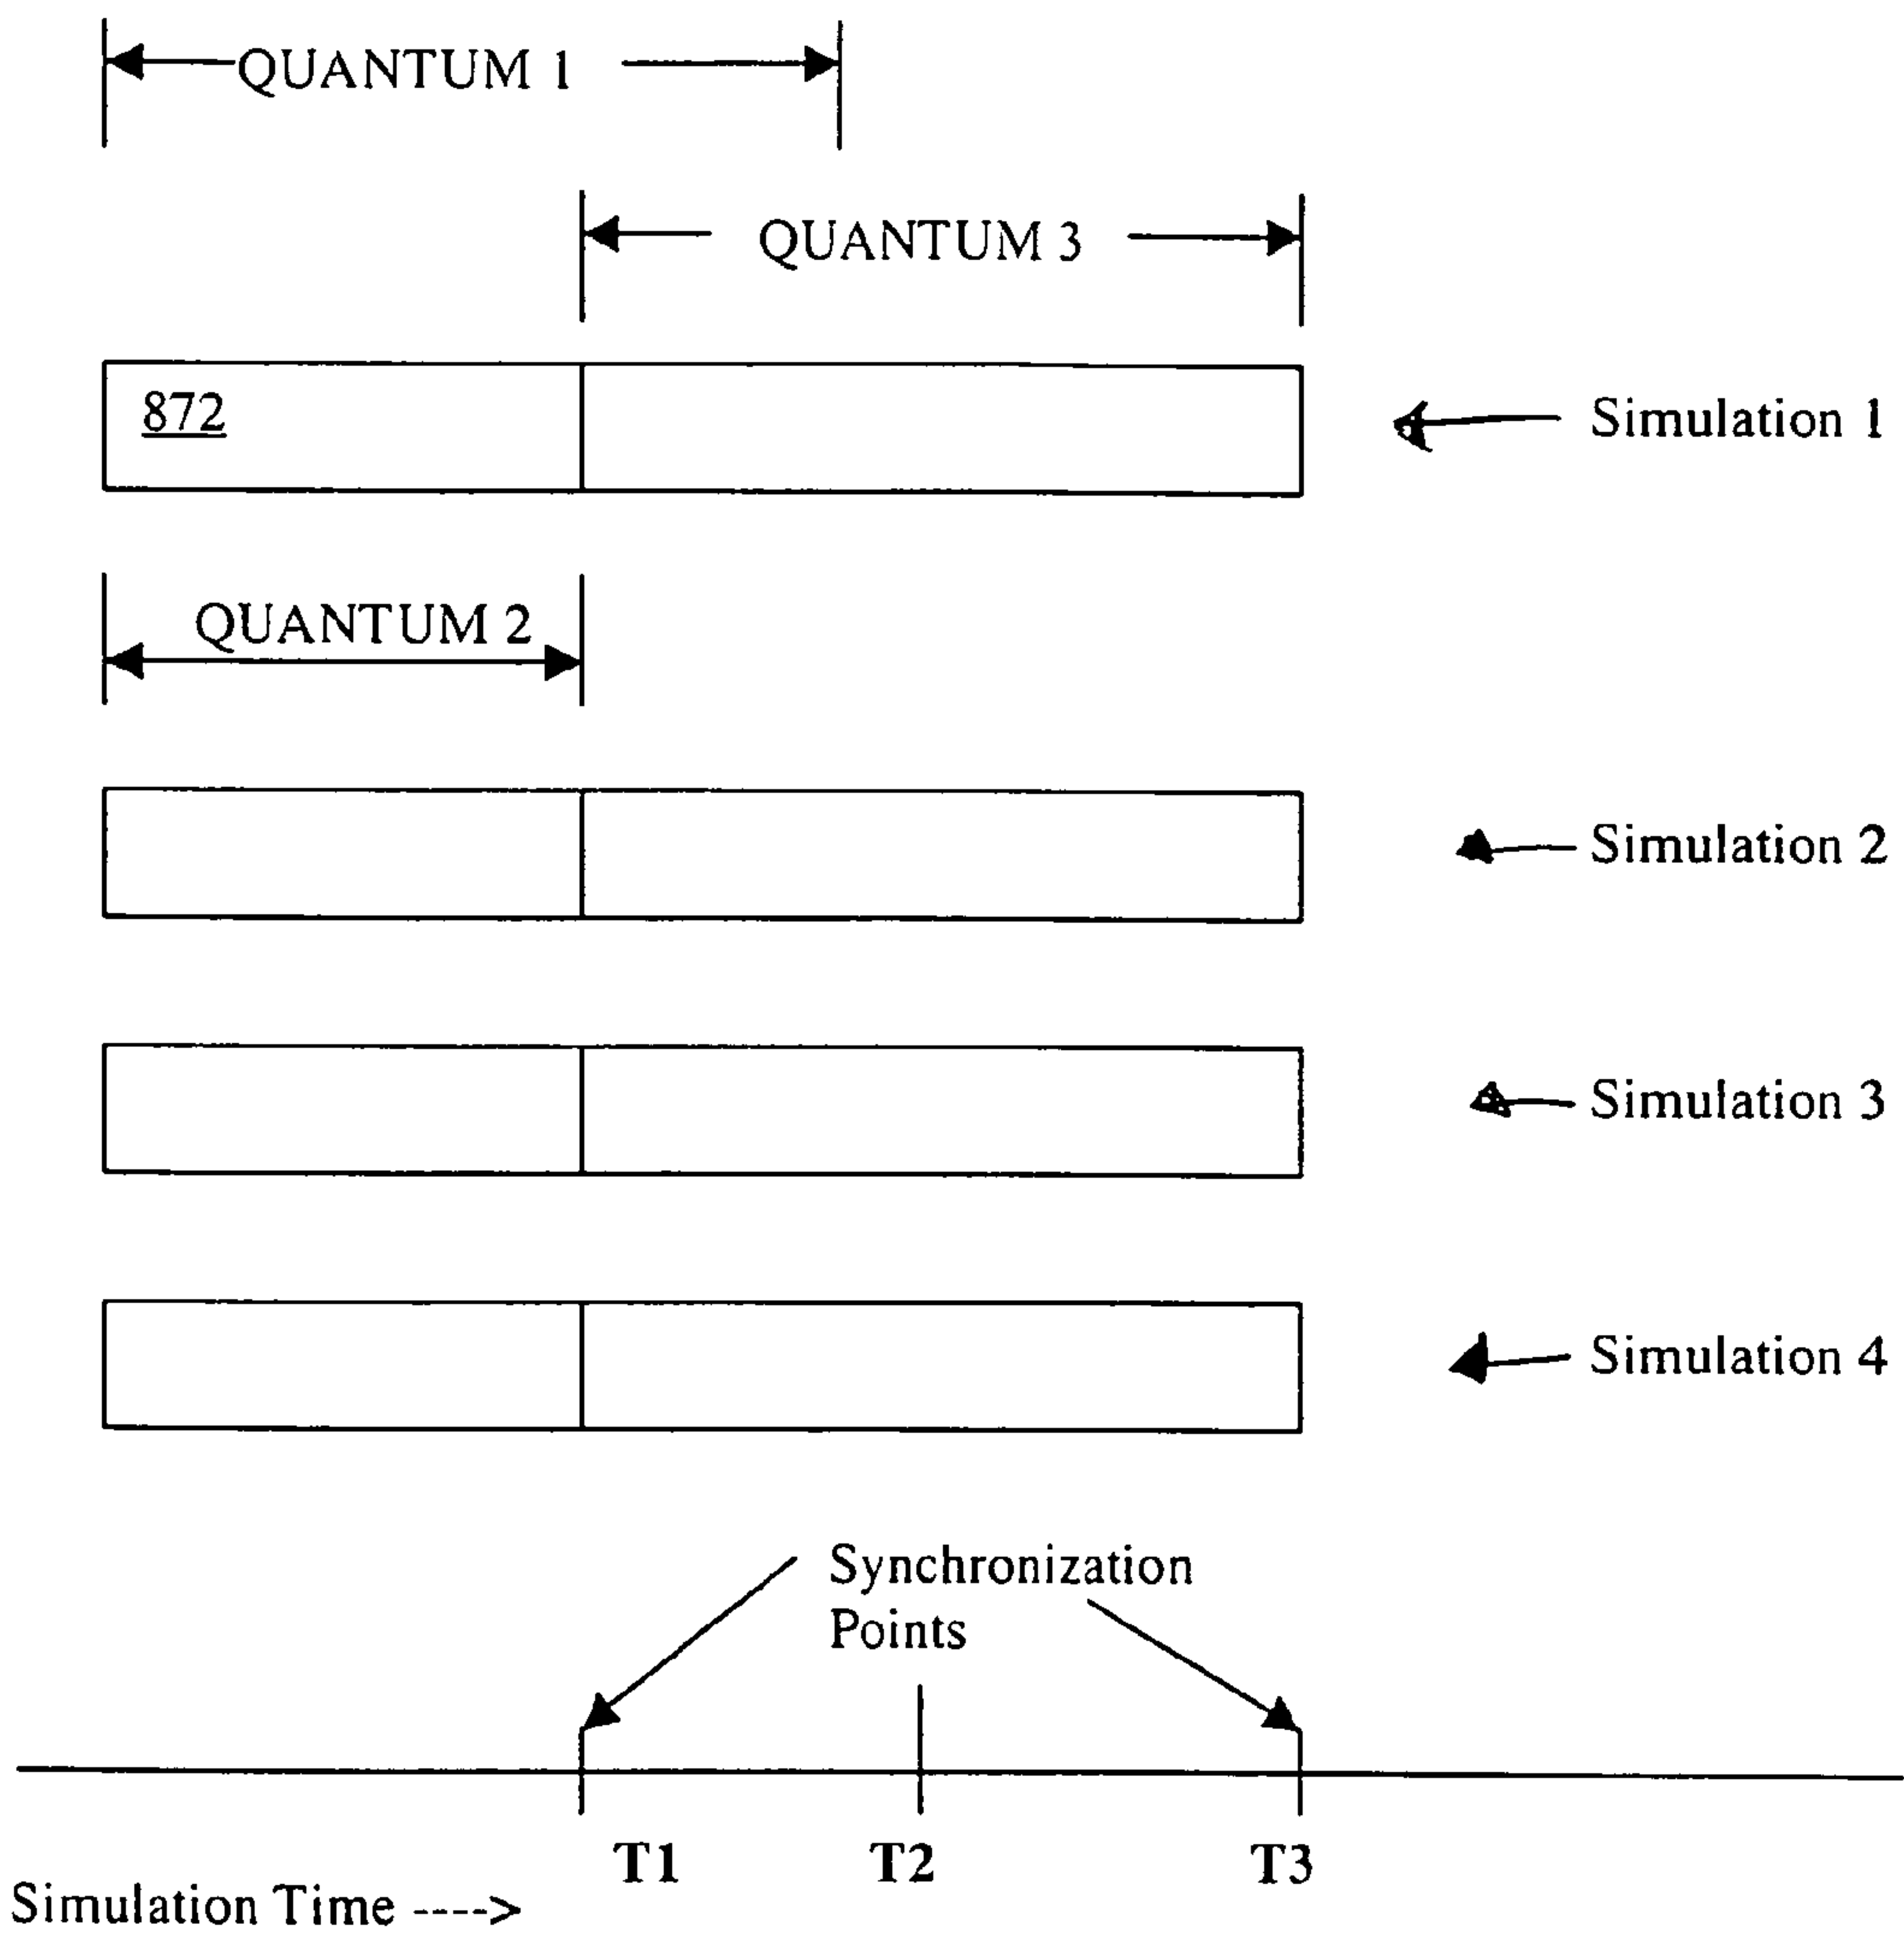 QUANTUM 1
QUANTUM 3
872
Simulation 1
QUANTUM 2
Simulation 2
Simulation 3
Simulation 4
Synchronization
Points
T1 T2 T3
Simulation Time ---->